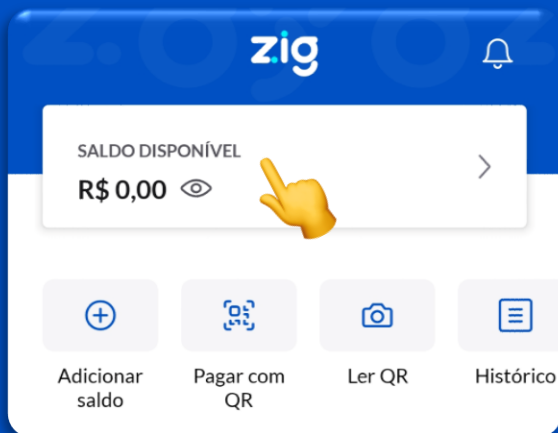 zig
SALDO DISPONÍVEL
R$ 0,00
Adicionar
saldo
Pagar com
QR
Ler QR
Histórico